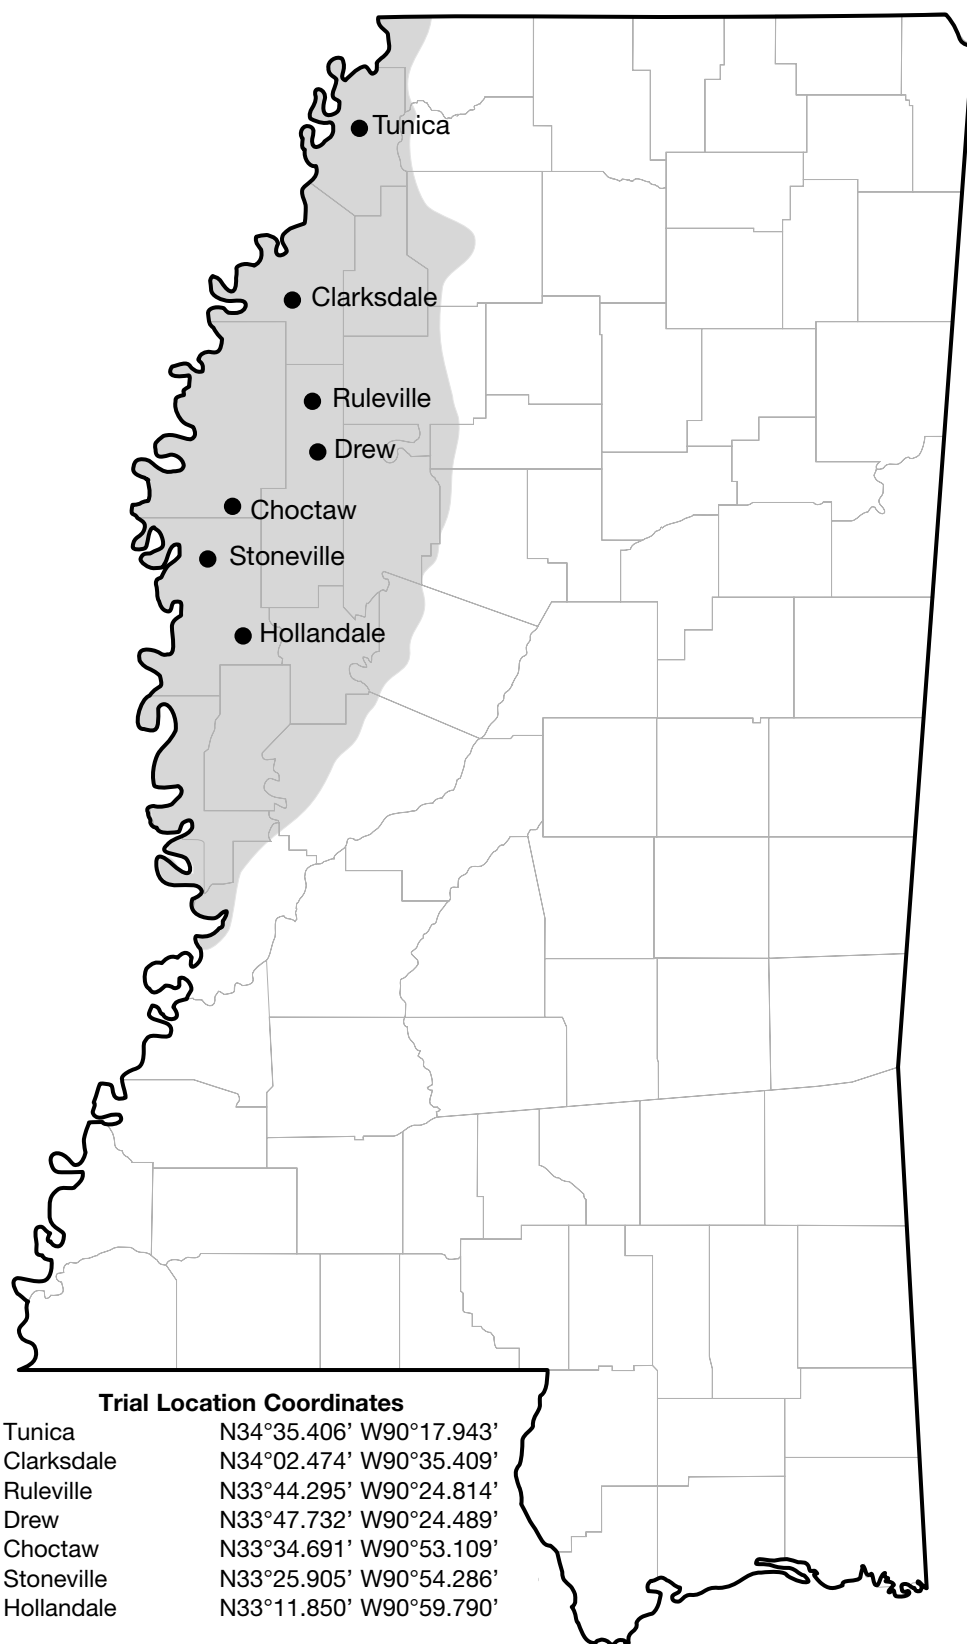 Tunica
Clarksdale
Ruleville
Drew
Choctaw
Stoneville
Hollandale
Trial Location Coordinates
Tunica N34°35.406’ W90°17.943’
Clarksdale N34°02.474’ W90°35.409’
Ruleville N33°44.295’ W90°24.814’
Drew N33°47.732’ W90°24.489’
Choctaw N33°34.691’ W90°53.109’
Stoneville N33°25.905’ W90°54.286’
Hollandale N33°11.850’ W90°59.790’